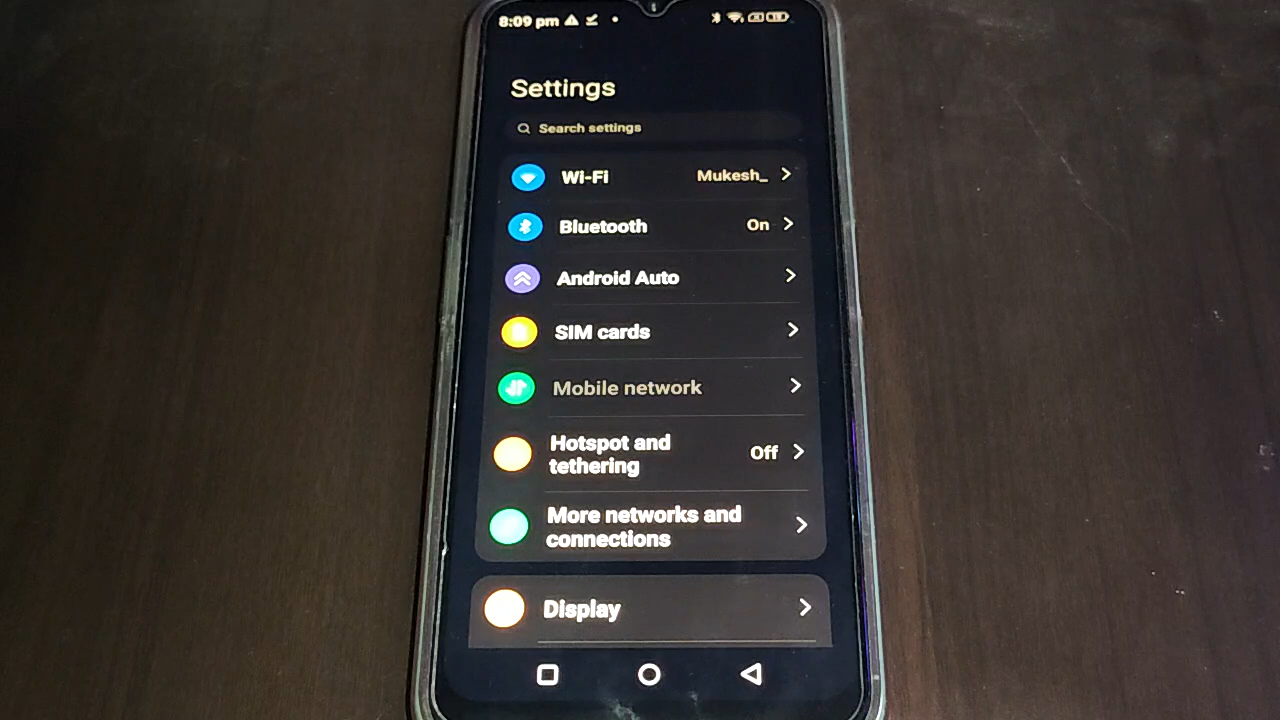 8:09 pm
Settings
Search settings
Wi-Fi Mukesh_
Bluetooth On
Android Auto
SIM cards
Mobile network
Hotspot and
tethering Off
More networks and
connections
Display